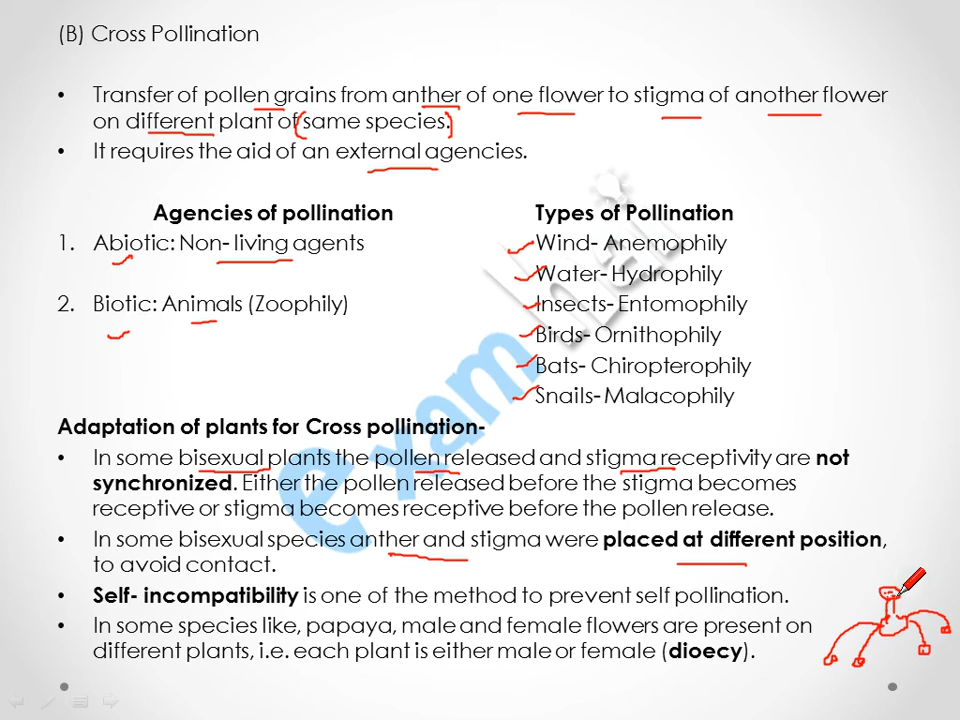 (B) Cross Pollination
• Transfer of pollen grains from anther of one flower to stigma of another flower
on different plant of same species.
• It requires the aid of an external agencies.
Agencies of pollination Types of Pollination
1. Abiotic: Non- living agents Wind- Anemophily
Water- Hydrophily
2. Biotic: Animals (Zoophily) Insects- Entomophily
Birds- Ornithophily
Bats- Chiropterophily
Snails- Malacophily
Adaptation of plants for Cross pollination-
• In some bisexual plants the pollen released and stigma receptivity are not
synchronized. Either the pollen released before the stigma becomes
receptive or stigma becomes receptive before the pollen release.
• In some bisexual species anther and stigma were placed at different position,
to avoid contact.
• Self- incompatibility is one of the method to prevent self pollination.
• In some species like, papaya, male and female flowers are present on
different plants, i.e. each plant is either male or female (dioecy).
examhai